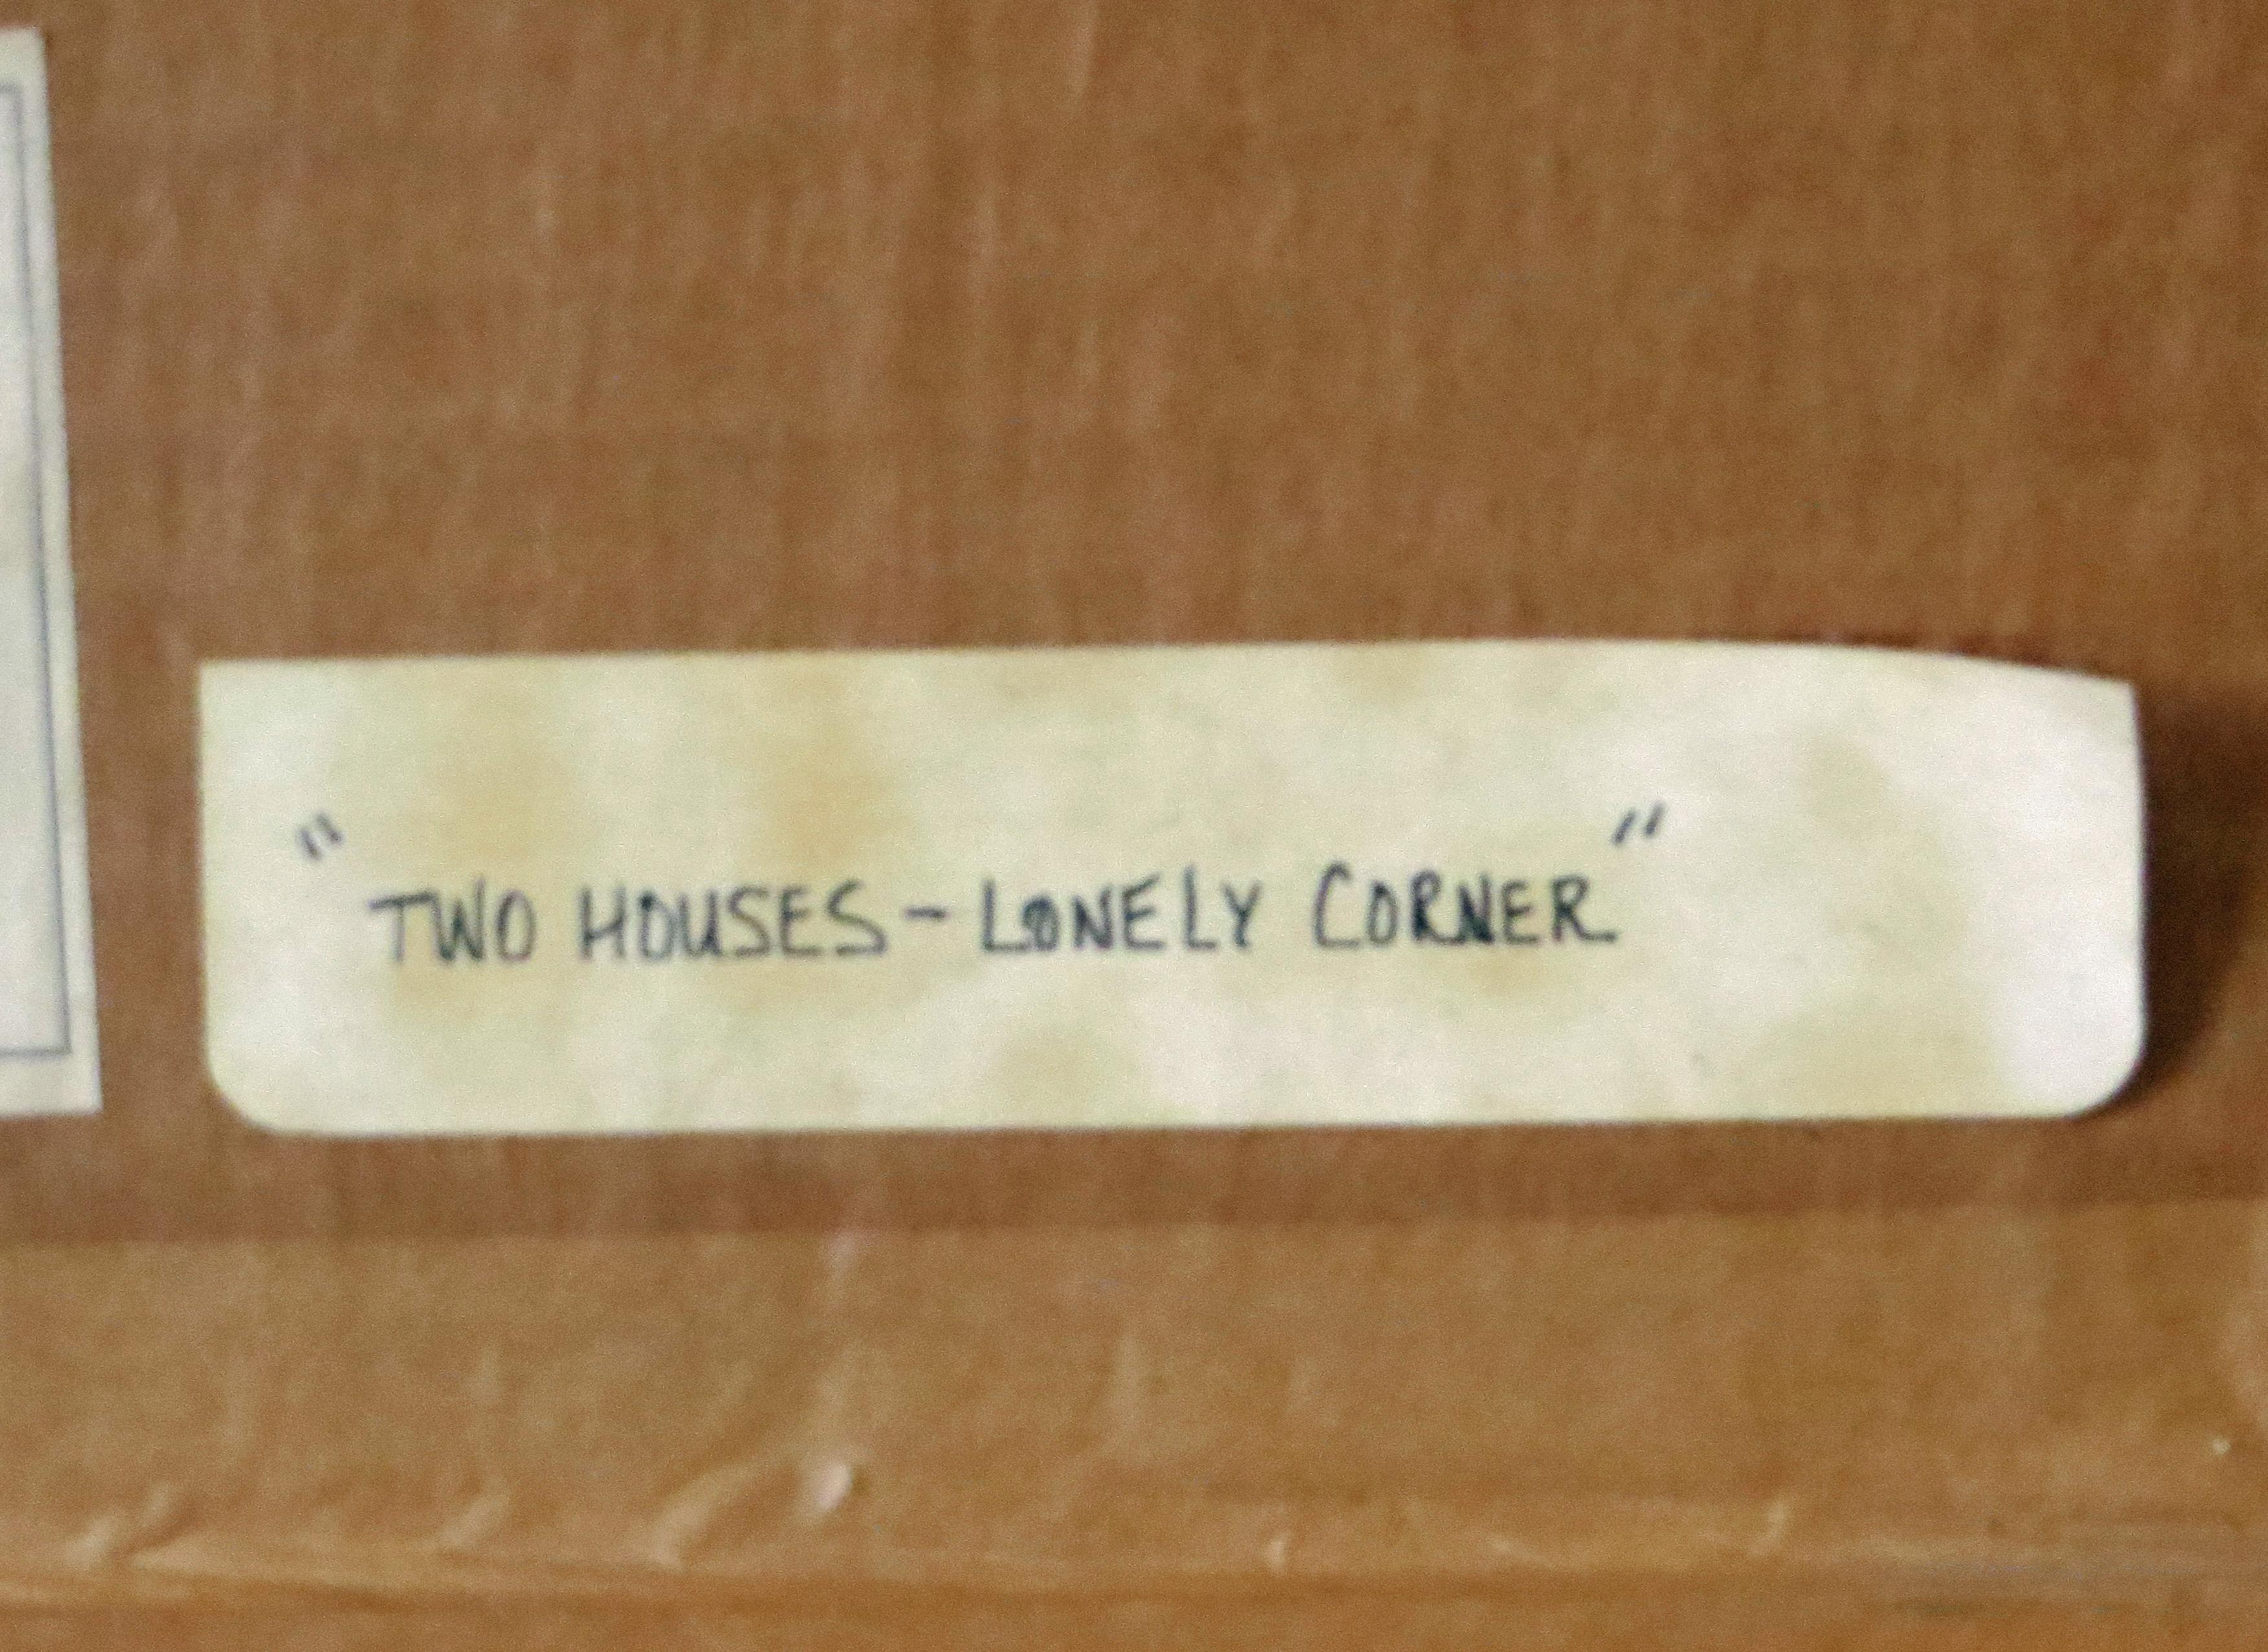 "TWO HOUSES - LONELY CORNER"